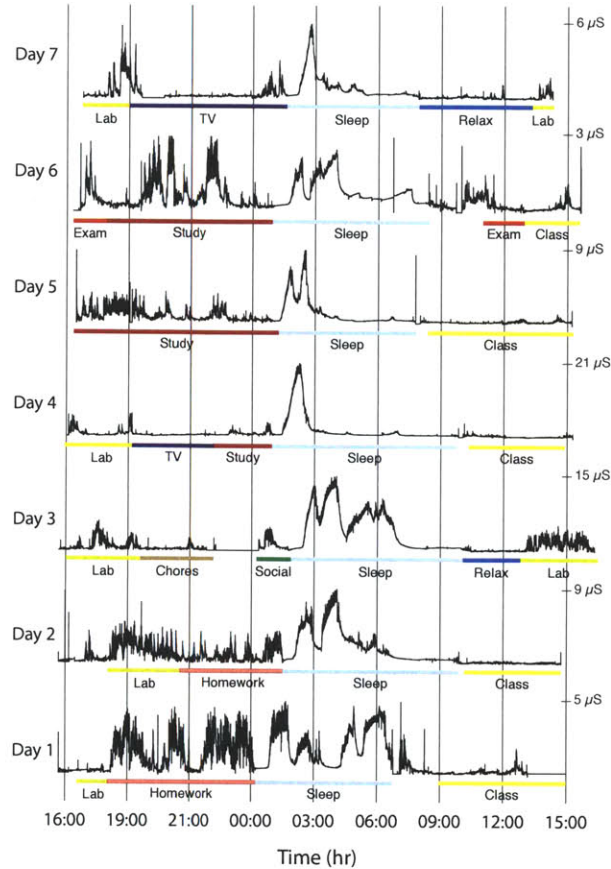 6 µS
Day 7
Lab TV Sleep Relax Lab
3 µS
Day 6
Exam Study Sleep Exam Class
9 µS
Day 5
Study Sleep Class
21 µS
Day 4
Lab TV Study Sleep Class
15 µS
Day 3
Lab Chores Social Sleep Relax Lab
9 µS
Day 2
Lab Homework Sleep Class
5 µS
Day 1
Lab Homework Sleep Class
16:00 19:00 21:00 00:00 03:00 06:00 09:00 12:00 15:00
Time (hr)